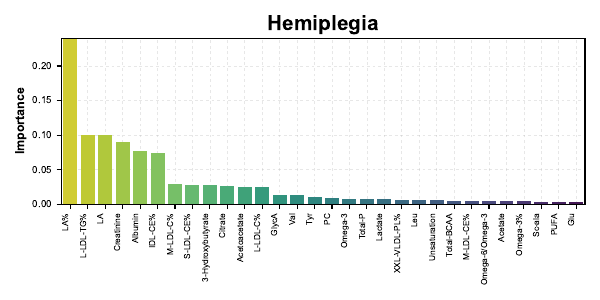 Hemiplegia
Importance
0.20
0.15
0.10
0.05
0.00
LA%
L-LDL-TG%
LA
Creatinine
Albumin
IDL-CE%
M-LDL-C%
S-LDL-CE%
3-Hydroxybutyrate
Citrate
Acetoacetate
L-LDL-C%
GlycA
Val
Tyr
PC
Omega-3
Total-P
Lactate
XXL-VLDL-PL%
Leu
Unsaturation
Total-BCAA
M-LDL-CE%
Omega-6/Omega-3
Acetate
Omega-3%
PUFA
Glu